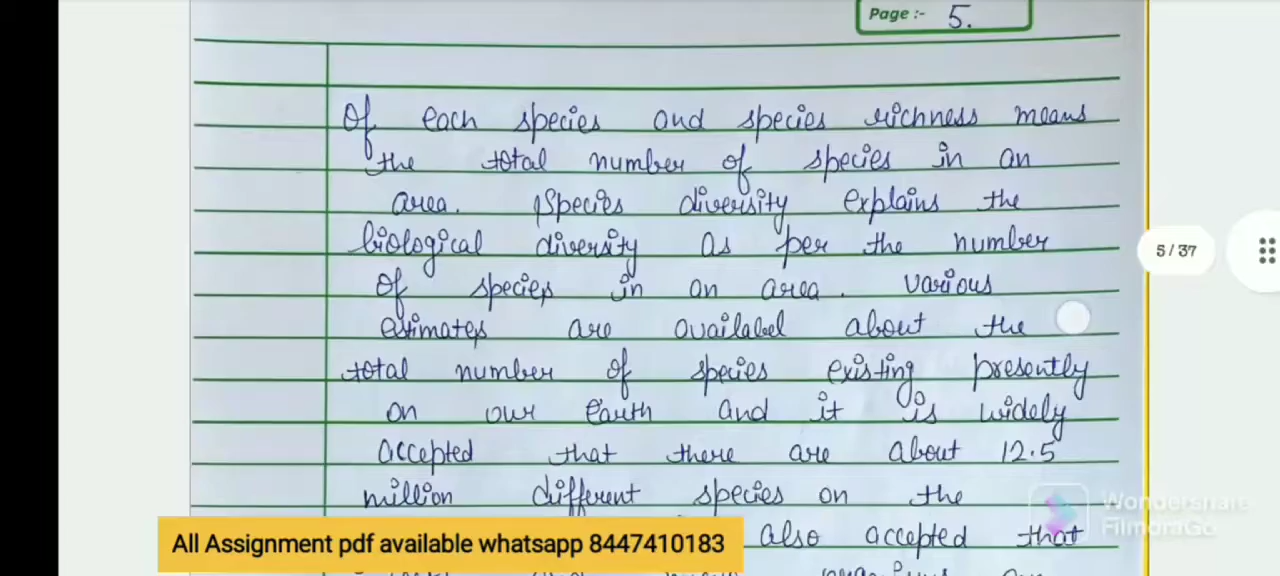 Page :- 5.
Of each species and species richness means
the total number of species in an
area. Species diversity explains the
biological diversity as per the number
of species in an area. various
estimates are availabel about the
total number of species existing presently
on our Earth and it is widely
accepted that there are about 12.5
million different species on the
also accepted that
5 / 37
All Assignment pdf available whatsapp 8447410183
Wondershare
FilmoraGo